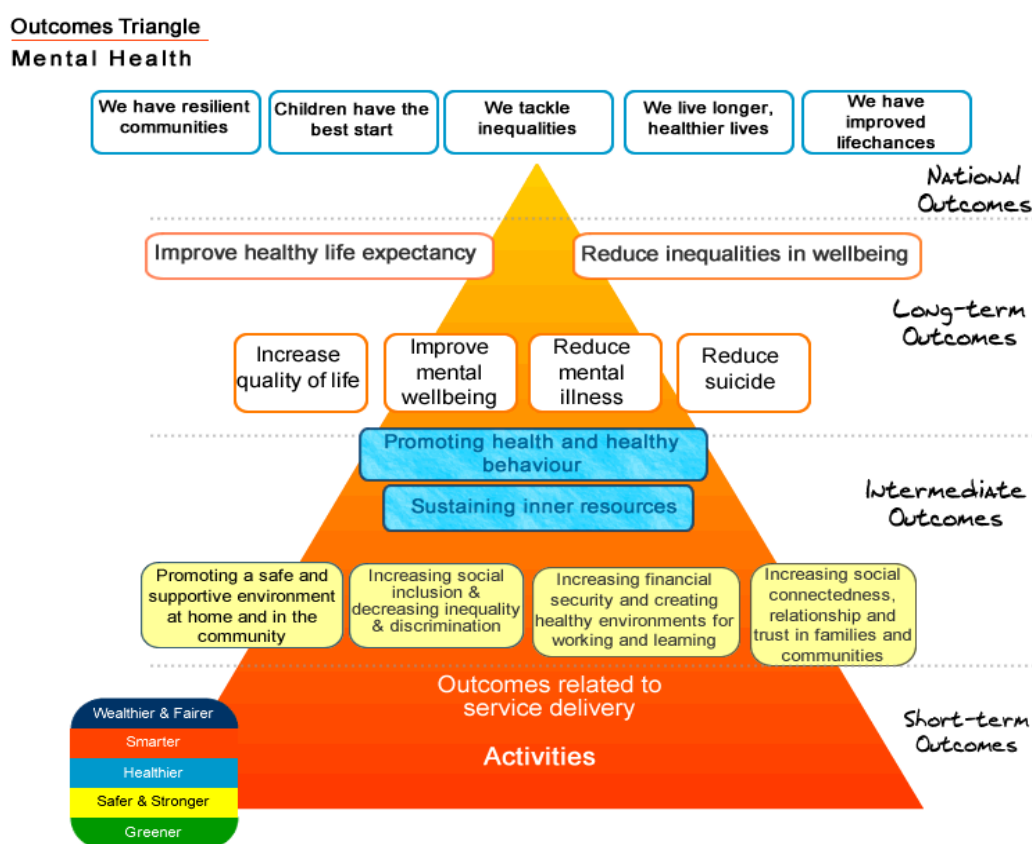 Outcomes Triangle
Mental Health
We have resilient
communities
Children have the
best start
We tackle
inequalities
We live longer,
healthier lives
We have
improved
lifechances
National
Outcomes
Improve healthy life expectancy
Reduce inequalities in wellbeing
Long-term
Outcomes
Increase
quality of life
Improve
mental
wellbeing
Reduce
mental
illness
Reduce
suicide
Promoting health and healthy
behaviour
Sustaining inner resources
Intermediate
Outcomes
Promoting a safe and
supportive environment
at home and in the
community
Increasing social
inclusion &
decreasing inequality
& discrimination
Increasing financial
security and creating
healthy environments for
working and learning
Increasing social
connectedness,
relationship and
trust in families and
communities
Outcomes related to
service delivery
Activities
Short-term
Outcomes
Wealthier & Fairer
Smarter
Healthier
Safer & Stronger
Greener